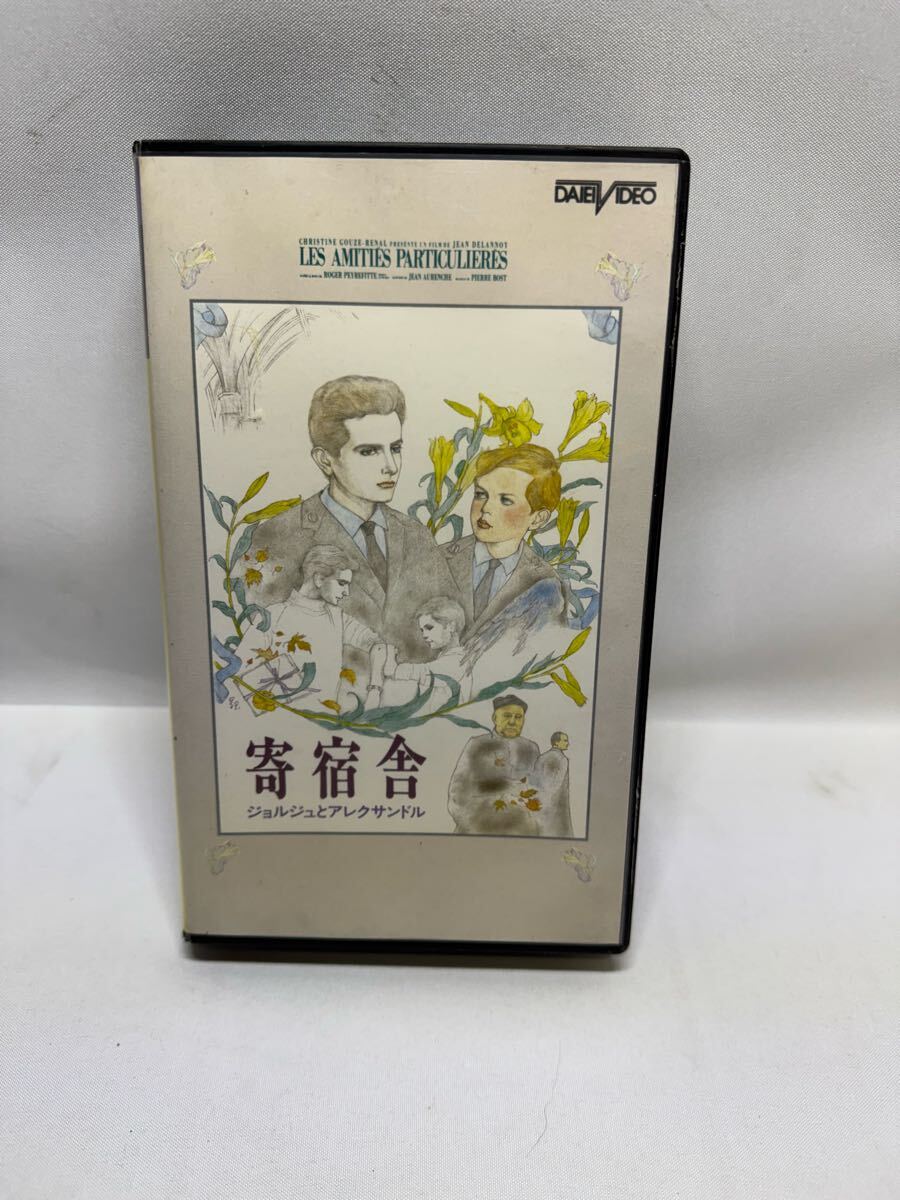 DAIEI VIDEO
CHRISTINE GOUZE-RENAL PRÉSENTE UN FILM DE JEAN DELANNOY
LES AMITIÉS PARTICULIERES
ROGER PEYREFITTE JEAN AURENCHE PIERRE BOST
寄宿舎
ジョルジュとアレクサンドル